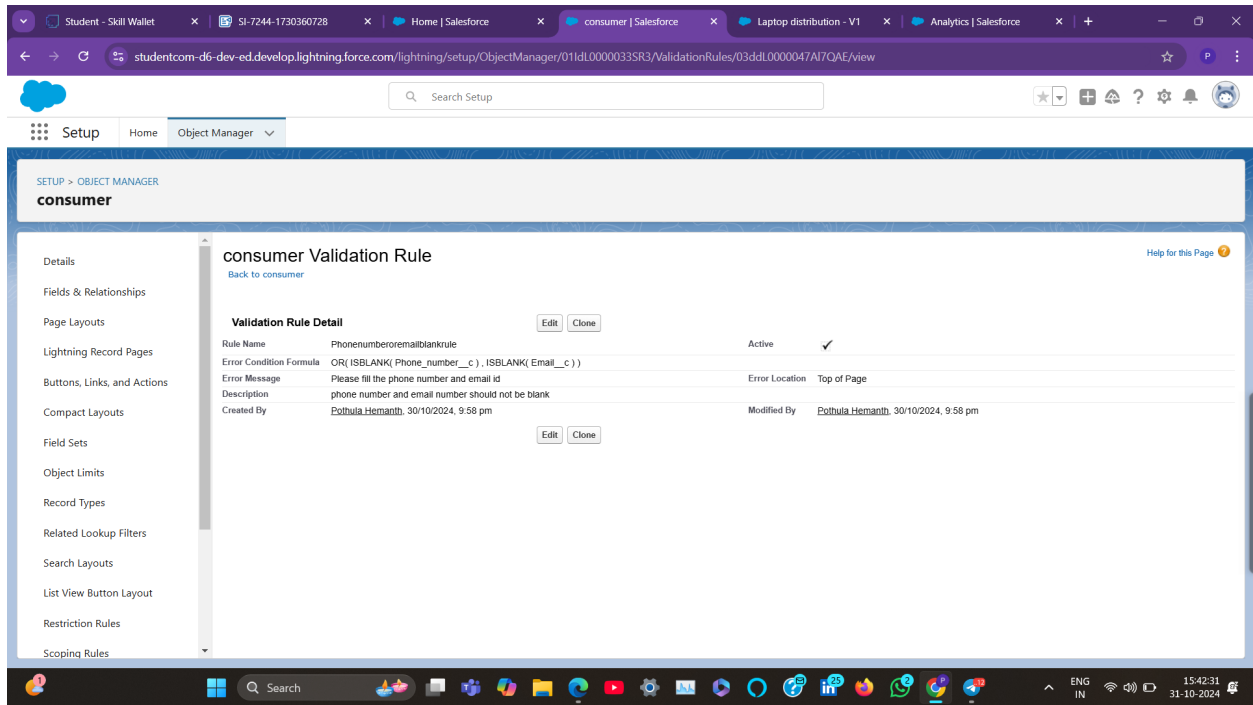 Student - Skill Wallet
SI-7244-1730360728
Home | Salesforce
consumer | Salesforce
Laptop distribution - V1
Analytics | Salesforce
studentcom-d6-dev-ed.develop.lightning.force.com/lightning/setup/ObjectManager/01IdL0000033SR3/ValidationRules/03ddL0000047Al7QAE/view
P
Search Setup
Setup
Home
Object Manager
SETUP > OBJECT MANAGER
consumer
Details
Fields & Relationships
Page Layouts
Lightning Record Pages
Buttons, Links, and Actions
Compact Layouts
Field Sets
Object Limits
Record Types
Related Lookup Filters
Search Layouts
List View Button Layout
Restriction Rules
Scoping Rules
consumer Validation Rule
Help for this Page
Back to consumer
Validation Rule Detail
Edit Clone
Rule Name Phonenumberoremailblankrule Active
Error Condition Formula OR( ISBLANK( Phone_number__c ) , ISBLANK( Email__c ) )
Error Message Please fill the phone number and email id Error Location Top of Page
Description phone number and email number should not be blank
Created By Pothula Hemanth, 30/10/2024, 9:58 pm Modified By Pothula Hemanth, 30/10/2024, 9:58 pm
Edit Clone
1
Search
25
ENG
IN
15:42:31
31-10-2024